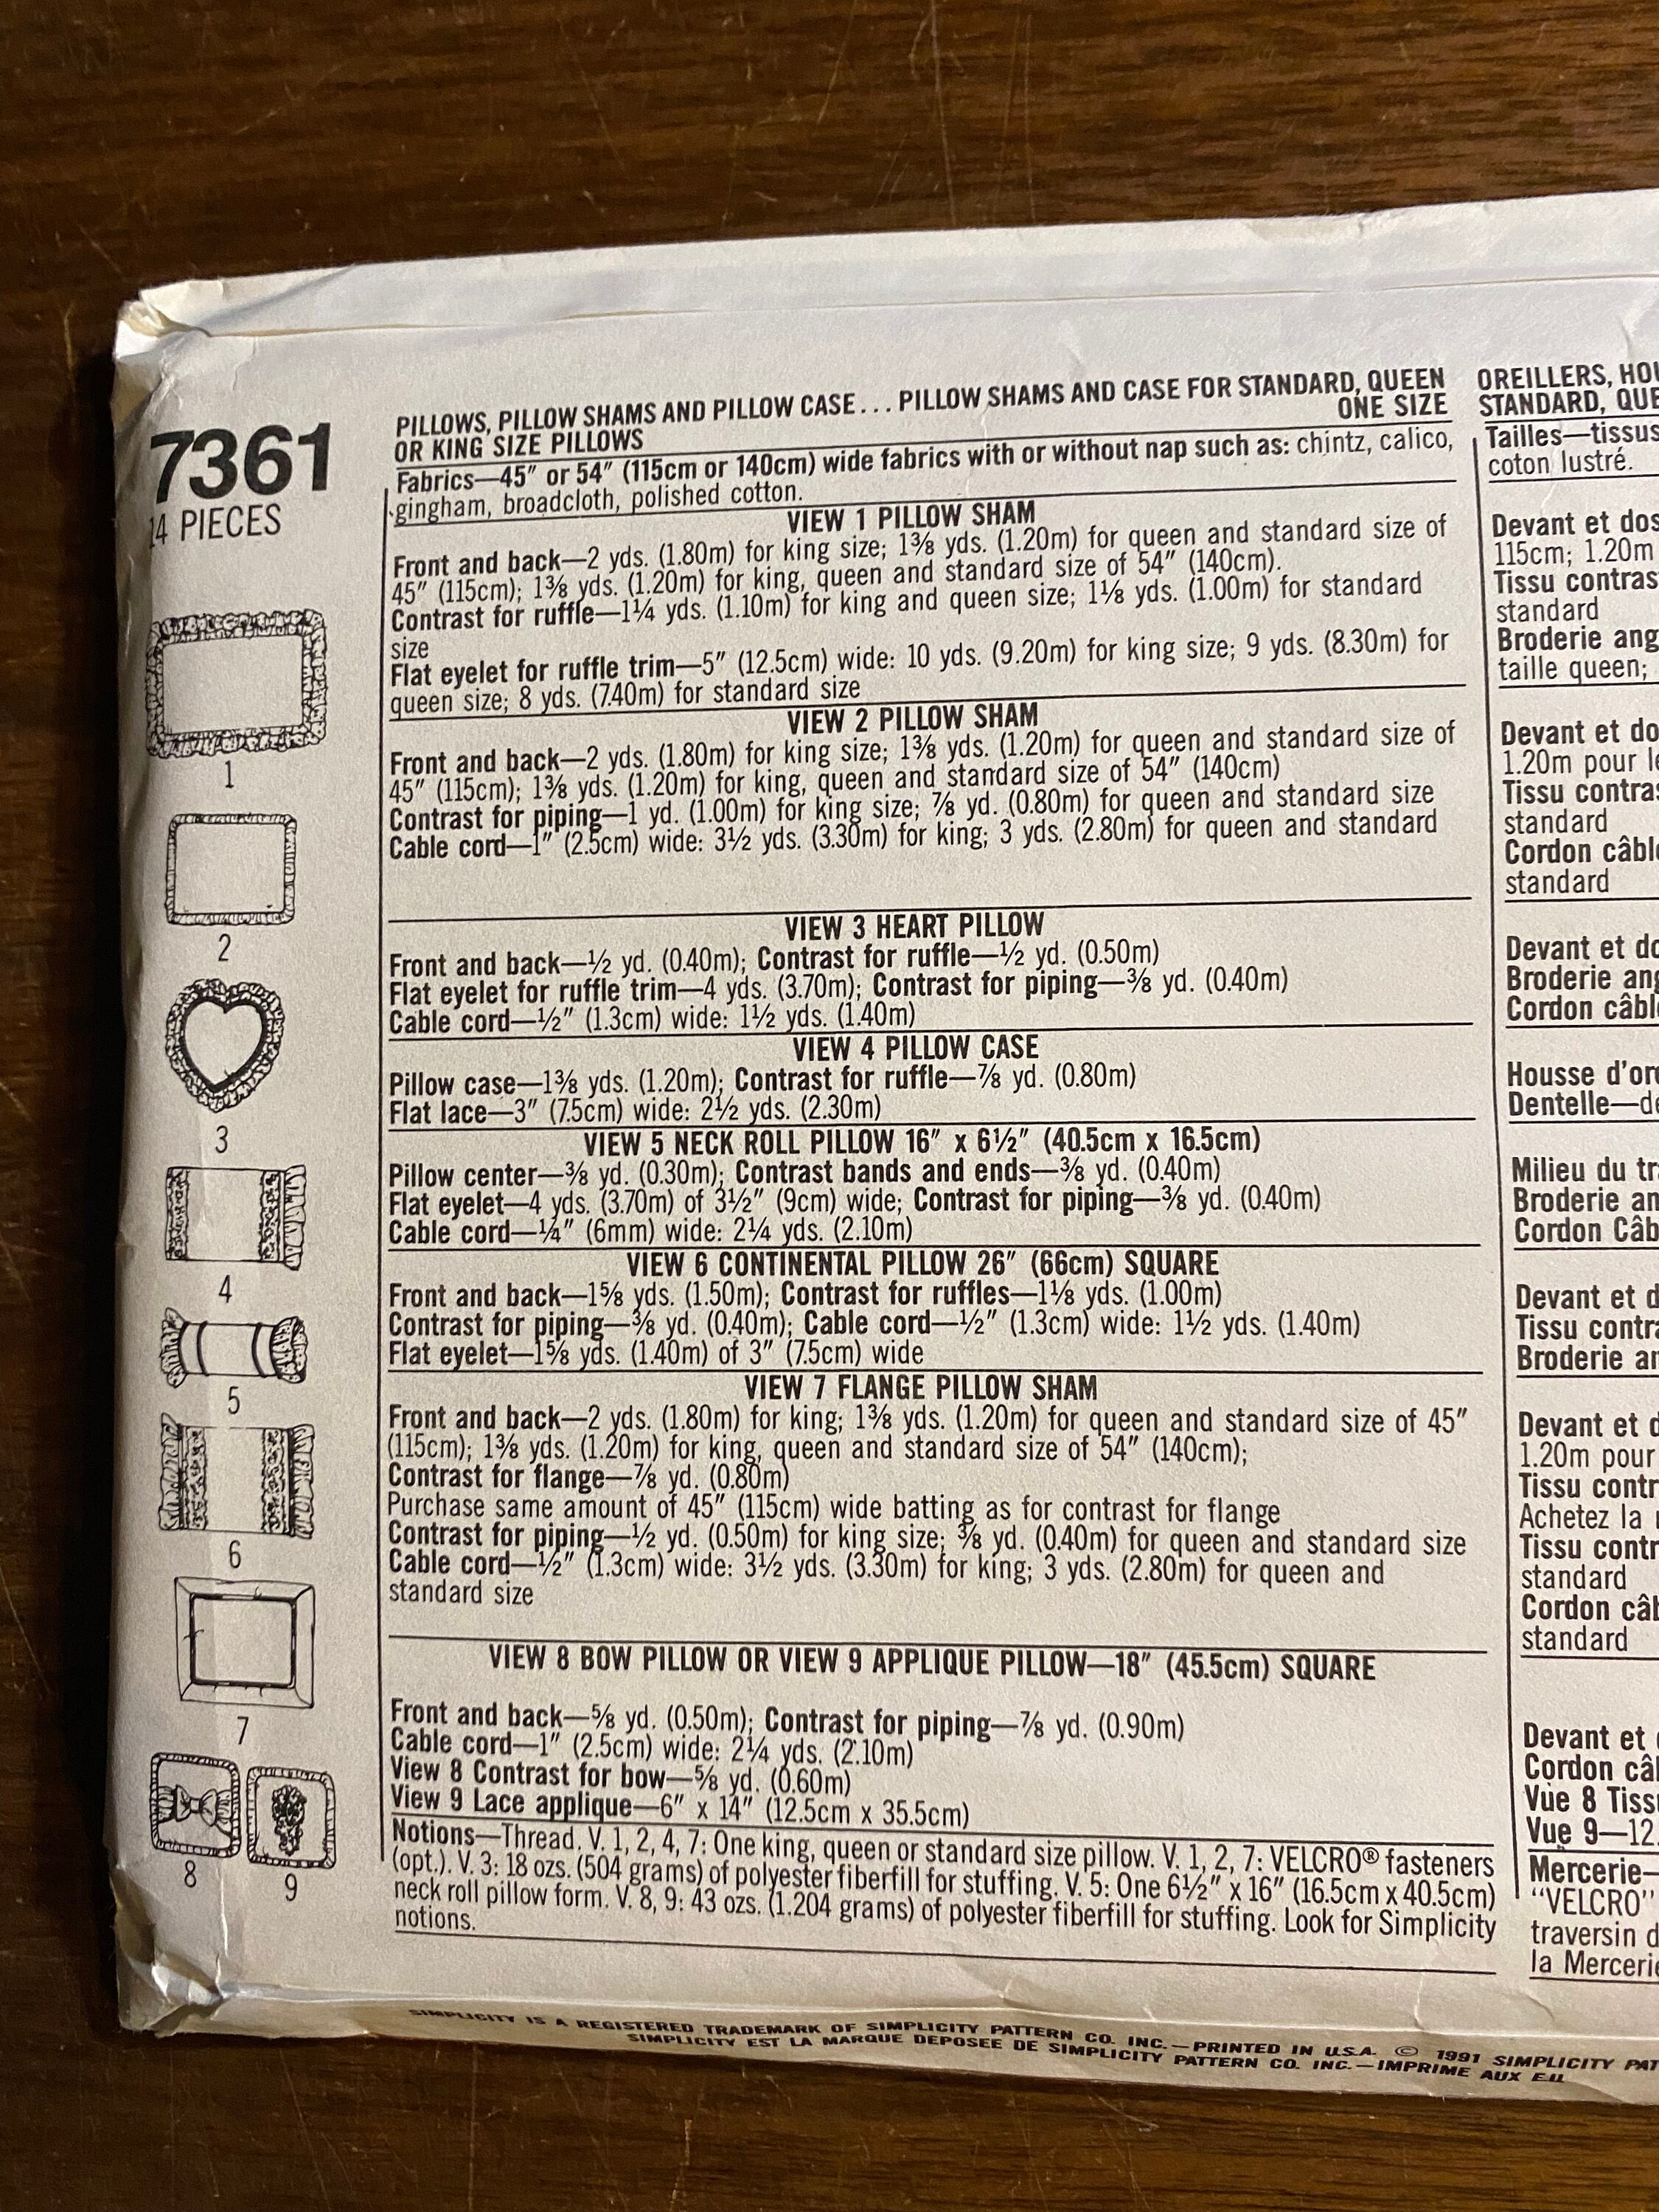 7361
14 PIECES
1
2
3
4
5
6
7
8
9
PILLOWS, PILLOW SHAMS AND PILLOW CASE... PILLOW SHAMS AND CASE FOR STANDARD, QUEEN
OR KING SIZE PILLOWS ONE SIZE
Fabrics—45″ or 54″ (115cm or 140cm) wide fabrics with or without nap such as: chintz, calico,
gingham, broadcloth, polished cotton.
VIEW 1 PILLOW SHAM
Front and back—2 yds. (1.80m) for king size; 1⅜ yds. (1.20m) for queen and standard size of
45″ (115cm); 1⅜ yds. (1.20m) for king, queen and standard size of 54″ (140cm).
Contrast for ruffle—1¼ yds. (1.10m) for king and queen size; 1⅛ yds. (1.00m) for standard
size
Flat eyelet for ruffle trim—5″ (12.5cm) wide: 10 yds. (9.20m) for king size; 9 yds. (8.30m) for
queen size; 8 yds. (7.40m) for standard size
VIEW 2 PILLOW SHAM
Front and back—2 yds. (1.80m) for king size; 1⅜ yds. (1.20m) for queen and standard size of
45″ (115cm); 1⅜ yds. (1.20m) for king, queen and standard size of 54″ (140cm)
Contrast for piping—1 yd. (1.00m) for king size; ⅞ yd. (0.80m) for queen and standard size
Cable cord—1″ (2.5cm) wide: 3½ yds. (3.30m) for king; 3 yds. (2.80m) for queen and standard
VIEW 3 HEART PILLOW
Front and back—½ yd. (0.40m); Contrast for ruffle—½ yd. (0.50m)
Flat eyelet for ruffle trim—4 yds. (3.70m); Contrast for piping—⅜ yd. (0.40m)
Cable cord—½″ (1.3cm) wide: 1½ yds. (1.40m)
VIEW 4 PILLOW CASE
Pillow case—1⅜ yds. (1.20m); Contrast for ruffle—⅞ yd. (0.80m)
Flat lace—3″ (7.5cm) wide: 2½ yds. (2.30m)
VIEW 5 NECK ROLL PILLOW 16″ x 6½″ (40.5cm x 16.5cm)
Pillow center—⅜ yd. (0.30m); Contrast bands and ends—⅜ yd. (0.40m)
Flat eyelet—4 yds. (3.70m) of 3½″ (9cm) wide; Contrast for piping—⅜ yd. (0.40m)
Cable cord—¼″ (6mm) wide: 2¼ yds. (2.10m)
VIEW 6 CONTINENTAL PILLOW 26″ (66cm) SQUARE
Front and back—1⅝ yds. (1.50m); Contrast for ruffles—1⅛ yds. (1.00m)
Contrast for piping—⅜ yd. (0.40m); Cable cord—½″ (1.3cm) wide: 1½ yds. (1.40m)
Flat eyelet—1⅝ yds. (1.40m) of 3″ (7.5cm) wide
VIEW 7 FLANGE PILLOW SHAM
Front and back—2 yds. (1.80m) for king; 1⅜ yds. (1.20m) for queen and standard size of 45″
(115cm); 1⅜ yds. (1.20m) for king, queen and standard size of 54″ (140cm);
Contrast for flange—⅞ yd. (0.80m)
Purchase same amount of 45″ (115cm) wide batting as for contrast for flange
Contrast for piping—½ yd. (0.50m) for king size; ⅜ yd. (0.40m) for queen and standard size
Cable cord—½″ (1.3cm) wide: 3½ yds. (3.30m) for king; 3 yds. (2.80m) for queen and
standard size
VIEW 8 BOW PILLOW OR VIEW 9 APPLIQUE PILLOW—18″ (45.5cm) SQUARE
Front and back—⅝ yd. (0.50m); Contrast for piping—⅞ yd. (0.90m)
Cable cord—1″ (2.5cm) wide: 2¼ yds. (2.10m)
View 8 Contrast for bow—⅝ yd. (0.60m)
View 9 Lace applique—6″ x 14″ (12.5cm x 35.5cm)
Notions—Thread. V. 1, 2, 4, 7: One king, queen or standard size pillow. V. 1, 2, 7: VELCRO® fasteners
(opt.). V. 3: 18 ozs. (504 grams) of polyester fiberfill for stuffing. V. 5: One 6½″ x 16″ (16.5cm x 40.5cm)
neck roll pillow form. V. 8, 9: 43 ozs. (1.204 grams) of polyester fiberfill for stuffing. Look for Simplicity
notions.
OREILLERS, HOU
STANDARD, QUE
Tailles—tissus
coton lustré.
Devant et dos
115cm; 1.20m
Tissu contras
standard
Broderie ang
taille queen;
Devant et do
1.20m pour le
Tissu contra
standard
Cordon câbl
standard
Devant et do
Broderie ang
Cordon câbl
Housse d'ore
Dentelle—de
Milieu du tr
Broderie an
Cordon Câb
Devant et d
Tissu contr
Broderie an
Devant et d
1.20m pour
Tissu contr
Achetez la
Tissu contr
standard
Cordon câb
standard
Devant et
Cordon câ
Vue 8 Tiss
Vue 9—12.
Mercerie—
"VELCRO"
traversin d
la Mercerie
SIMPLICITY IS A REGISTERED TRADEMARK OF SIMPLICITY PATTERN CO. INC.—PRINTED IN U.S.A. © 1991 SIMPLICITY PAT
SIMPLICITY EST LA MARQUE DEPOSEE DE SIMPLICITY PATTERN CO. INC.—IMPRIME AUX E.U.